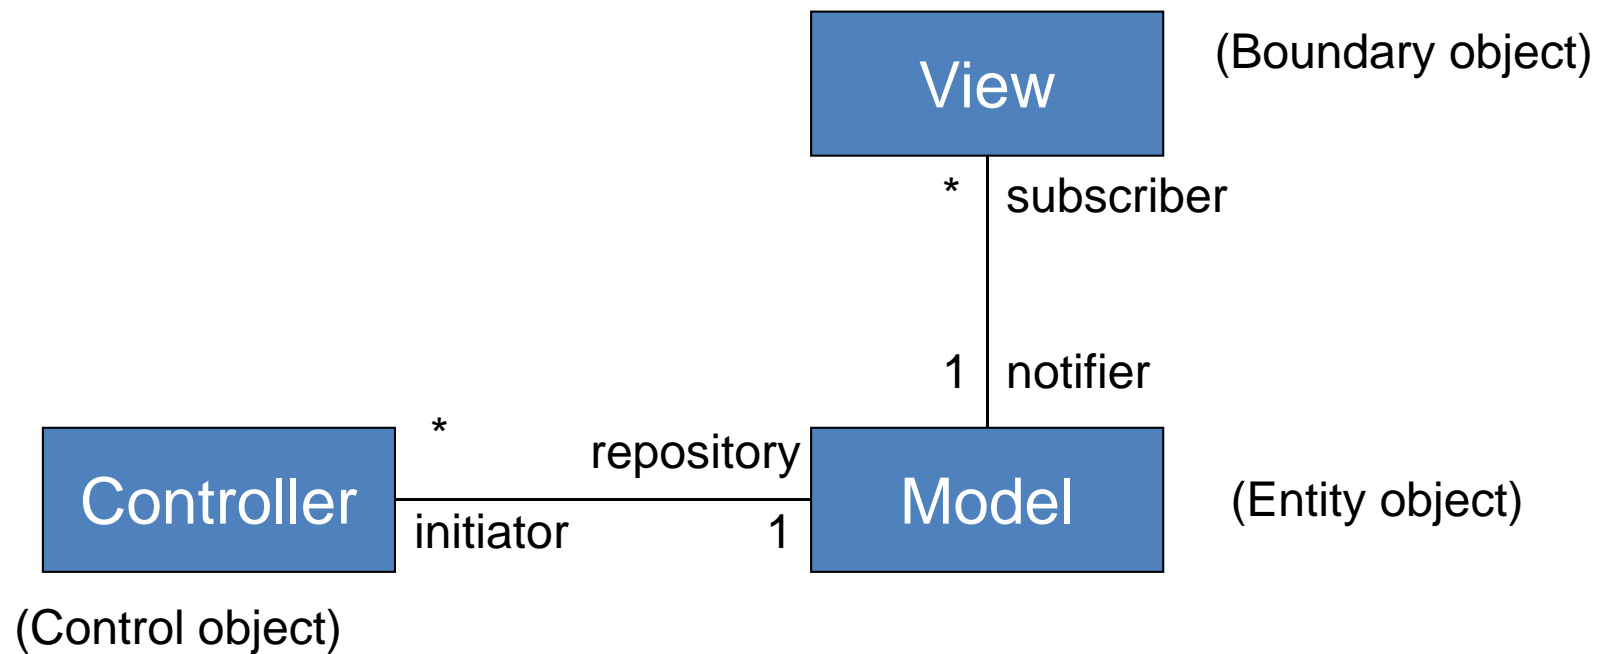 View
(Boundary object)
* subscriber
1 notifier
*
repository
Controller
Model
(Entity object)
initiator
1
(Control object)